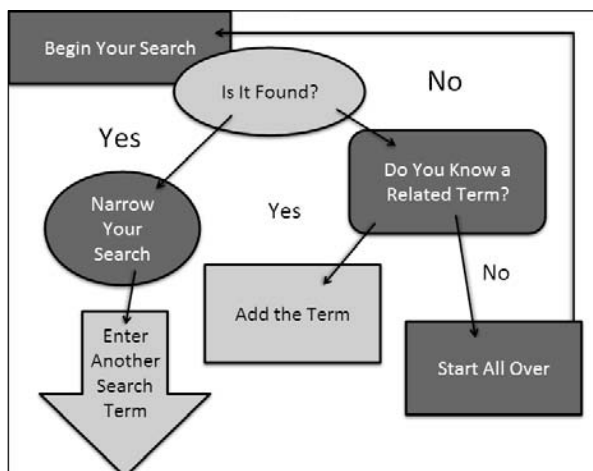 Begin Your Search
Is It Found?
No
Yes
Do You Know a
Related Term?
Narrow
Your
Search
Yes
No
Add the Term
Enter
Another
Search
Term
Start All Over